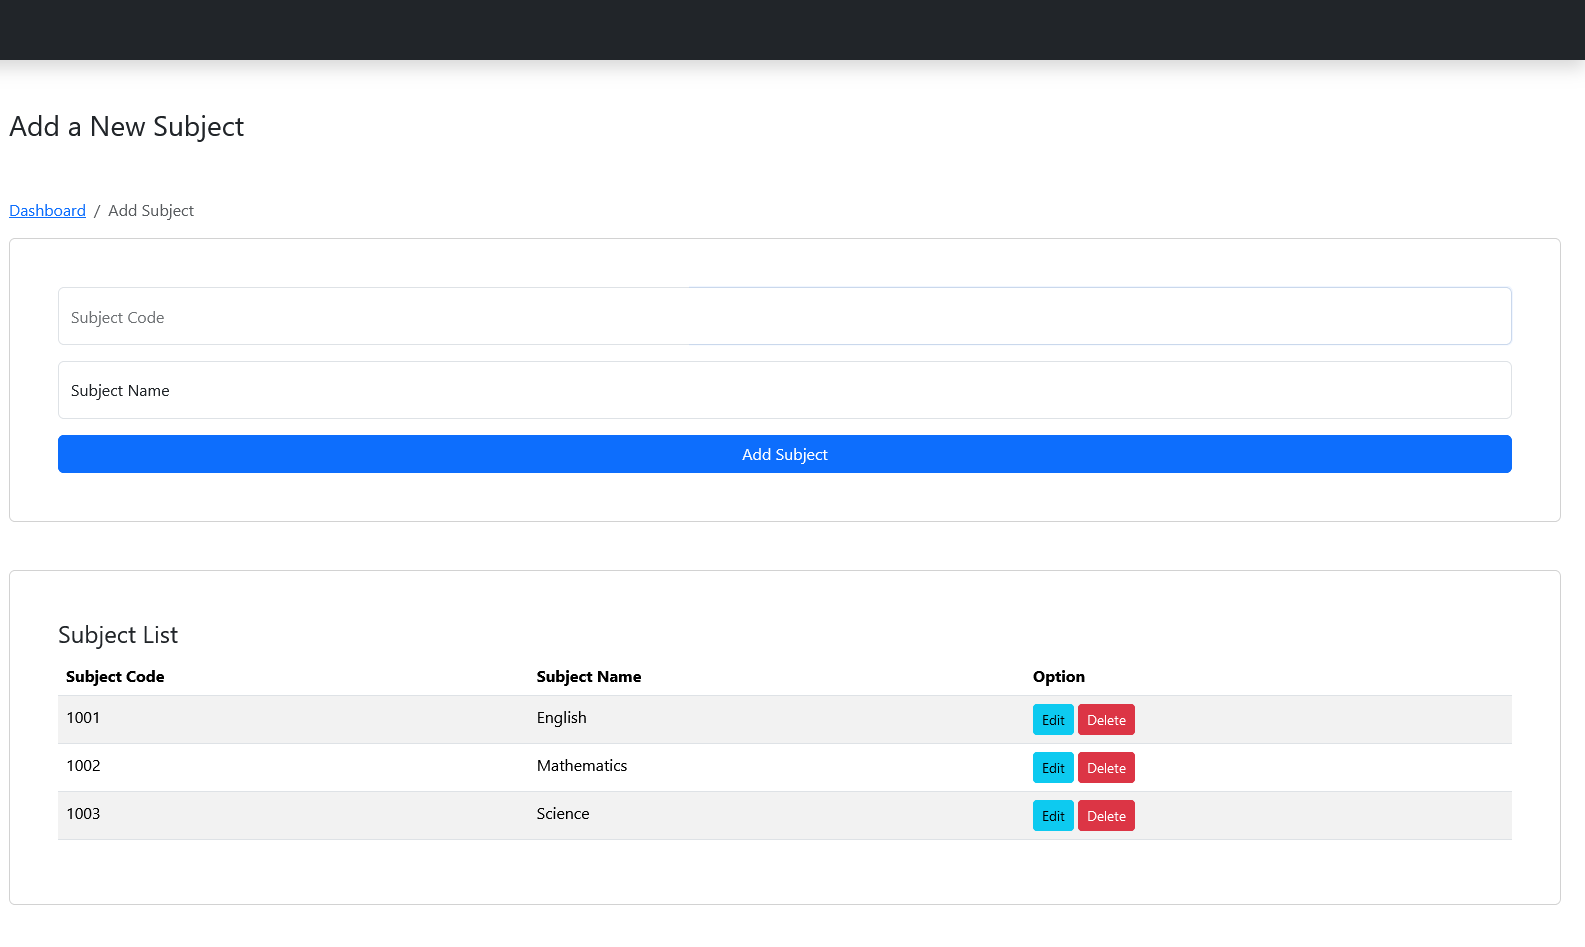 Add a New Subject
Dashboard / Add Subject
Subject Code
Subject Name
Add Subject
Subject List
Subject Code Subject Name Option
1001 English Edit Delete
1002 Mathematics Edit Delete
1003 Science Edit Delete